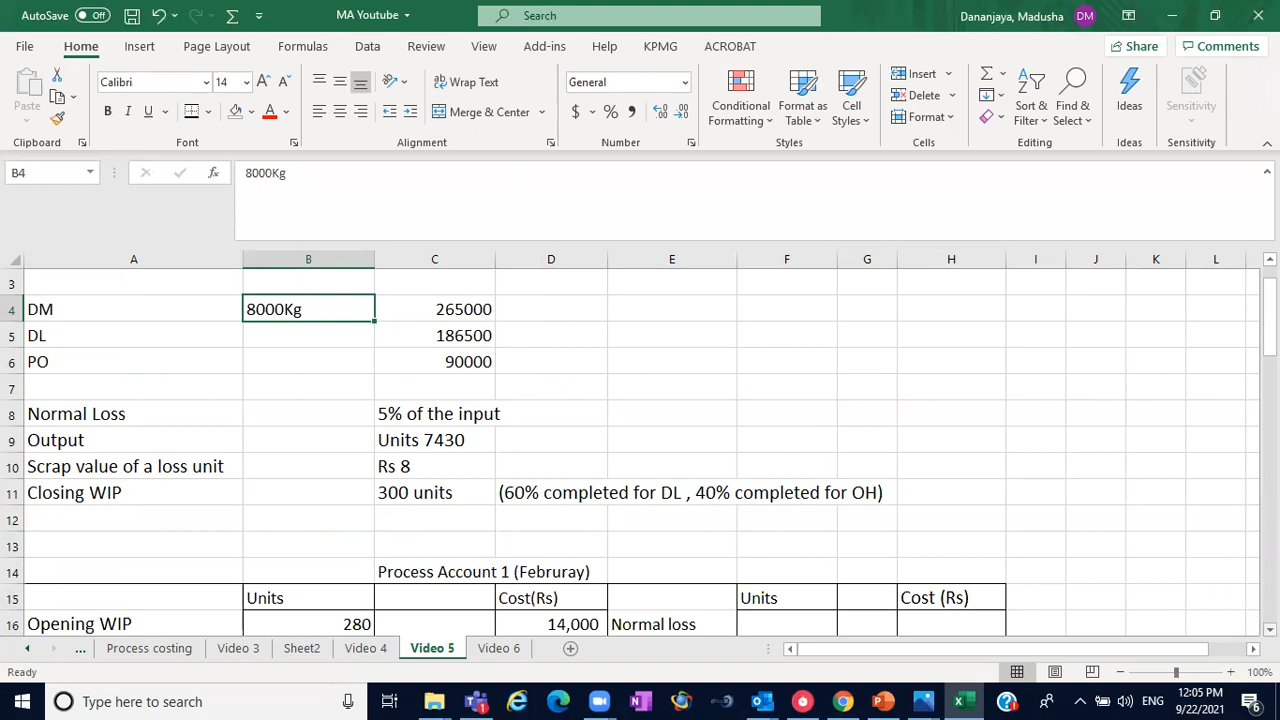 AutoSave Off MA Youtube Search Dananjaya, Madusha DM
File Home Insert Page Layout Formulas Data Review View Add-ins Help KPMG ACROBAT Share Comments
Paste
Clipboard
Calibri 14
Font
Wrap Text
Merge & Center
Alignment
General
Number
Conditional Formatting
Format as Table
Cell Styles
Styles
Insert
Delete
Format
Cells
Sort & Filter
Find & Select
Editing
Ideas
Ideas
Sensitivity
Sensitivity
B4 fx 8000Kg
A B C D E F G H I J K L
3
4 DM 8000Kg 265000
5 DL 186500
6 PO 90000
7
8 Normal Loss 5% of the input
9 Output Units 7430
10 Scrap value of a loss unit Rs 8
11 Closing WIP 300 units (60% completed for DL , 40% completed for OH)
12
13
14 Process Account 1 (Februray)
15 Units Cost(Rs) Units Cost (Rs)
16 Opening WIP 280 14,000 Normal loss
... Process costing Video 3 Sheet2 Video 4 Video 5 Video 6
Ready 100%
Type here to search ENG 12:05 PM
9/22/2021 6